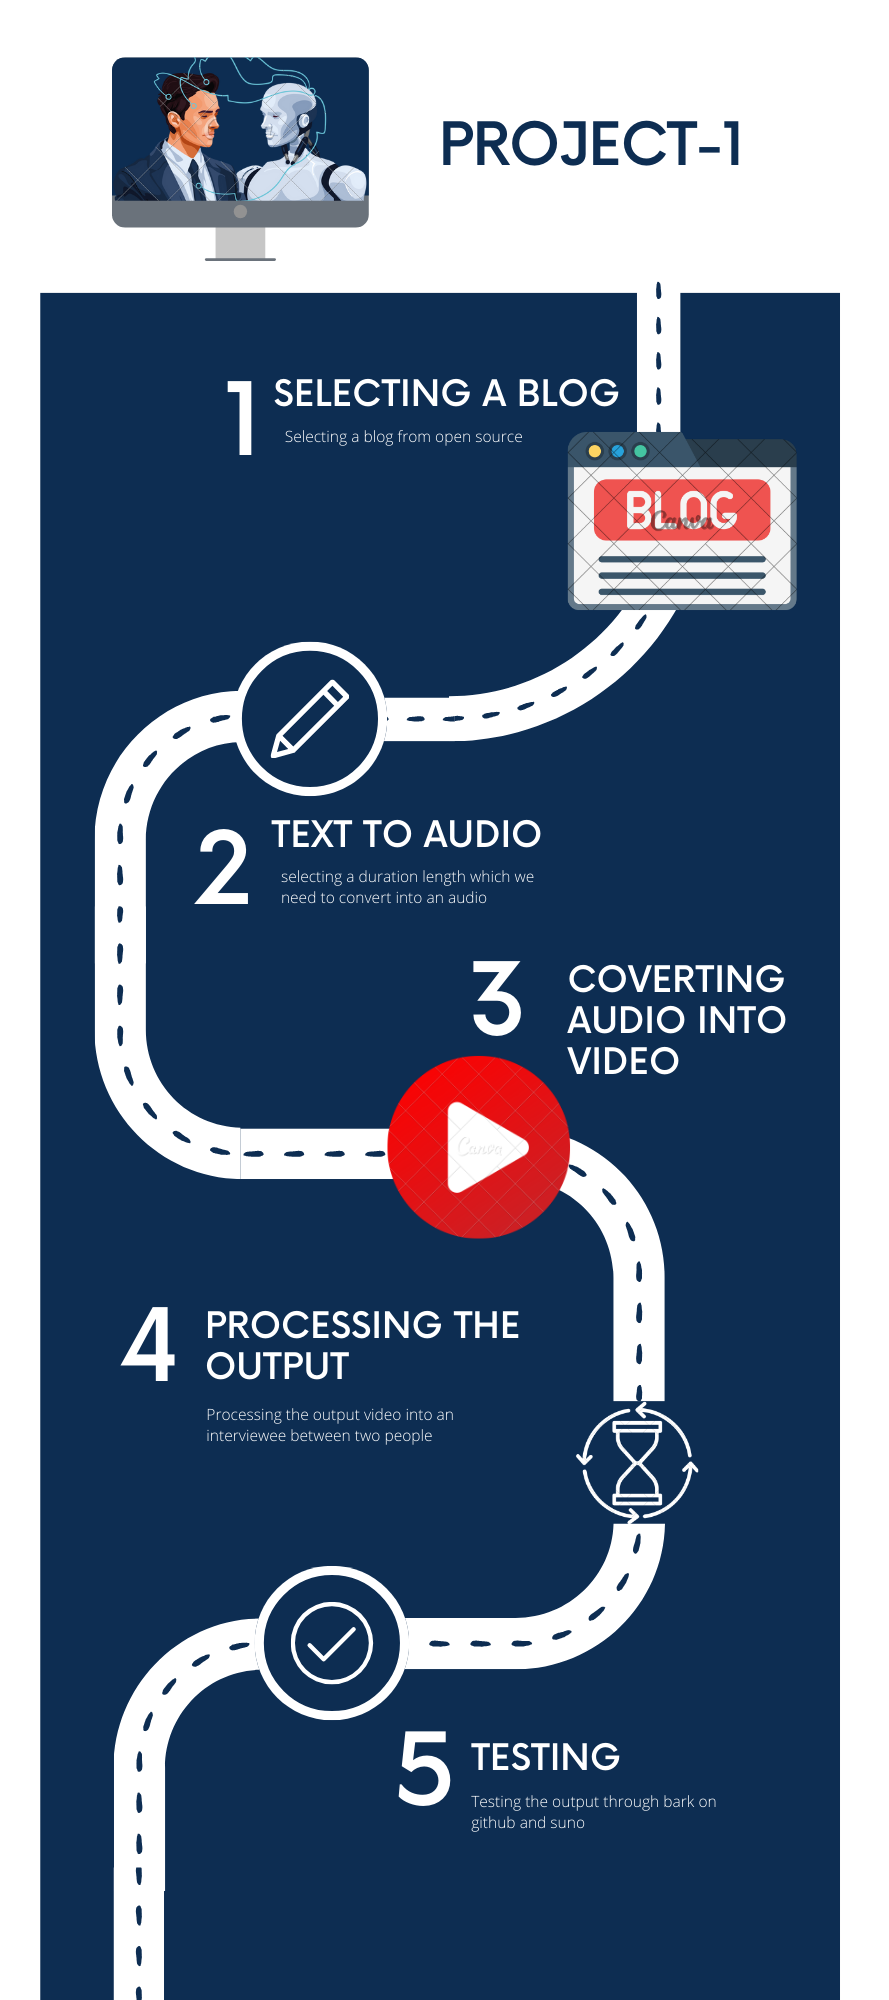 PROJECT-1
1
SELECTING A BLOG
Selecting a blog from open source
BLOG
Canva
2
TEXT TO AUDIO
selecting a duration length which we
need to convert into an audio
3
COVERTING
AUDIO INTO
VIDEO
Canva
4
PROCESSING THE
OUTPUT
Processing the output video into an
interviewee between two people
5
TESTING
Testing the output through bark on
github and suno